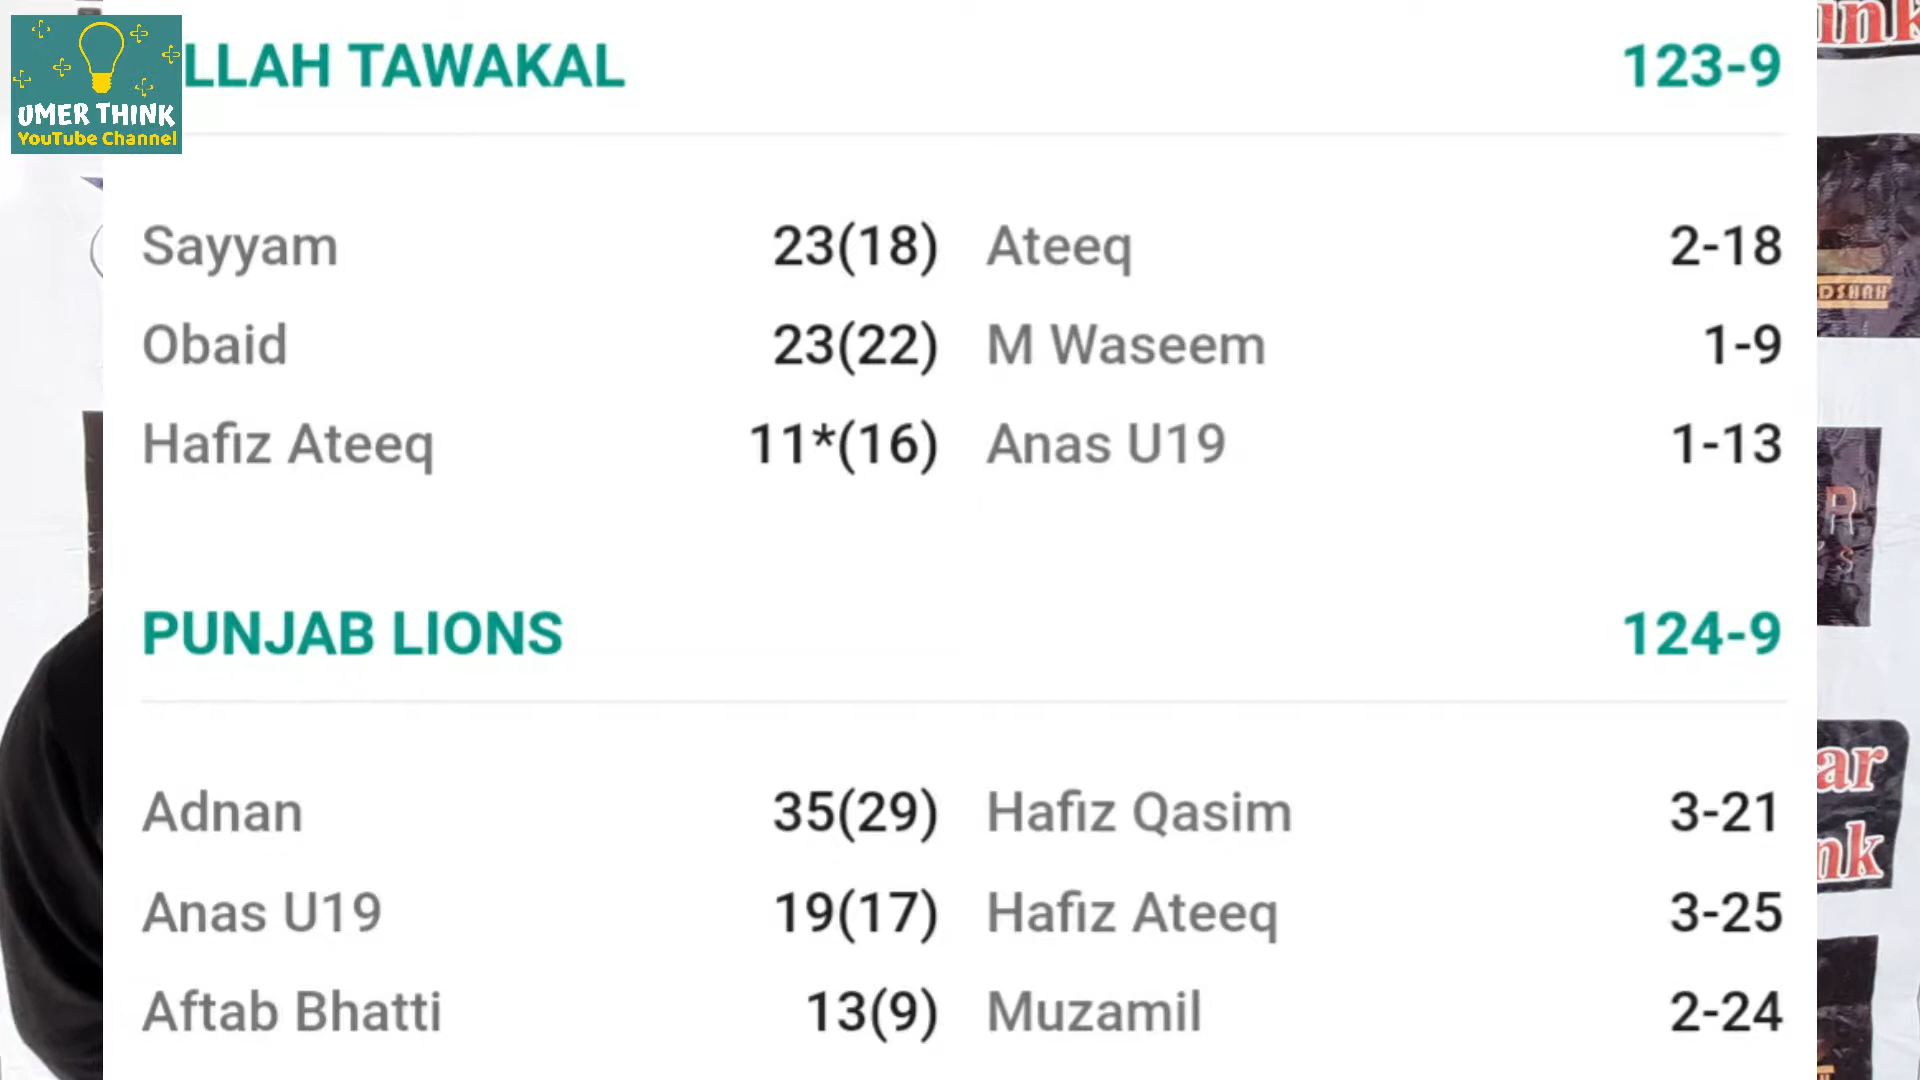 UMER THINK
YouTube Channel
LLAH TAWAKAL 123-9
Sayyam 23(18) Ateeq 2-18
Obaid 23(22) M Waseem 1-9
Hafiz Ateeq 11*(16) Anas U19 1-13
PUNJAB LIONS 124-9
Adnan 35(29) Hafiz Qasim 3-21
Anas U19 19(17) Hafiz Ateeq 3-25
Aftab Bhatti 13(9) Muzamil 2-24